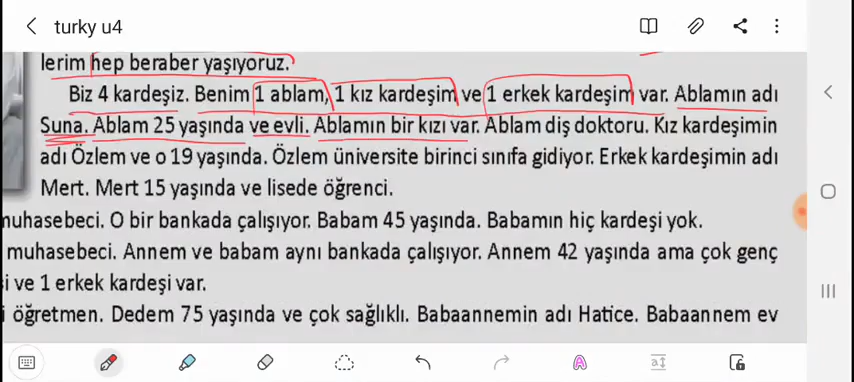 turky u4
lerim hep beraber yaşıyoruz.
Biz 4 kardeşiz. Benim 1 ablam, 1 kız kardeşim ve 1 erkek kardeşim var. Ablamın adı
Suna. Ablam 25 yaşında ve evli. Ablamın bir kızı var. Ablam diş doktoru. Kız kardeşimin
adı Özlem ve o 19 yaşında. Özlem üniversite birinci sınıfa gidiyor. Erkek kardeşimin adı
Mert. Mert 15 yaşında ve lisede öğrenci.
muhasebeci. O bir bankada çalışıyor. Babam 45 yaşında. Babamın hiç kardeşi yok.
muhasebeci. Annem ve babam aynı bankada çalışıyor. Annem 42 yaşında ama çok genç
i ve 1 erkek kardeşi var.
i öğretmen. Dedem 75 yaşında ve çok sağlıklı. Babaannemin adı Hatice. Babaannem ev